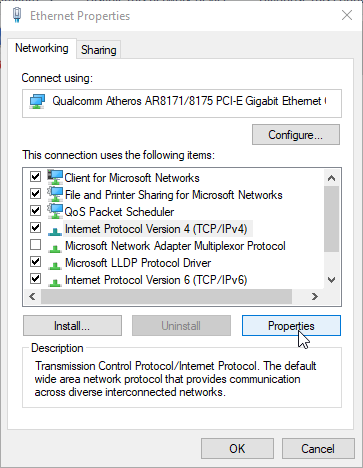 Ethernet Properties
Networking
Sharing
Connect using:
Qualcomm Atheros AR8171/8175 PCI-E Gigabit Ethernet
Configure...
This connection uses the following items:
Client for Microsoft Networks
File and Printer Sharing for Microsoft Networks
QoS Packet Scheduler
Internet Protocol Version 4 (TCP/IPv4)
Microsoft Network Adapter Multiplexor Protocol
Microsoft LLDP Protocol Driver
Internet Protocol Version 6 (TCP/IPv6)
Install...
Uninstall
Properties
Description
Transmission Control Protocol/Internet Protocol. The default
wide area network protocol that provides communication
across diverse interconnected networks.
OK
Cancel